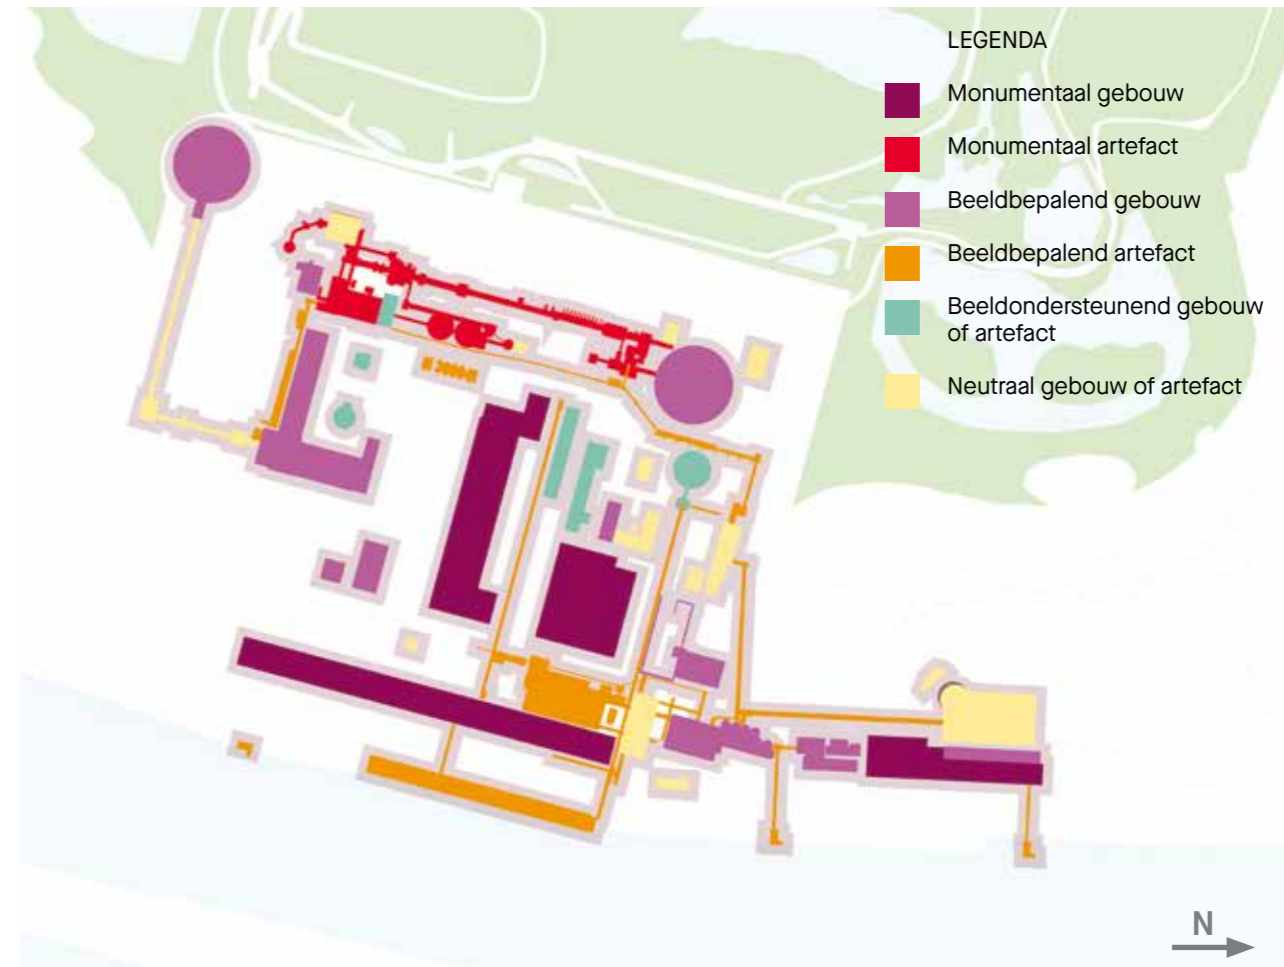 LEGENDA
Monumentaal gebouw
Monumentaal artefact
Beeldbepalend gebouw
Beeldbepalend artefact
Beeldondersteunend gebouw
of artefact
Neutraal gebouw of artefact
N